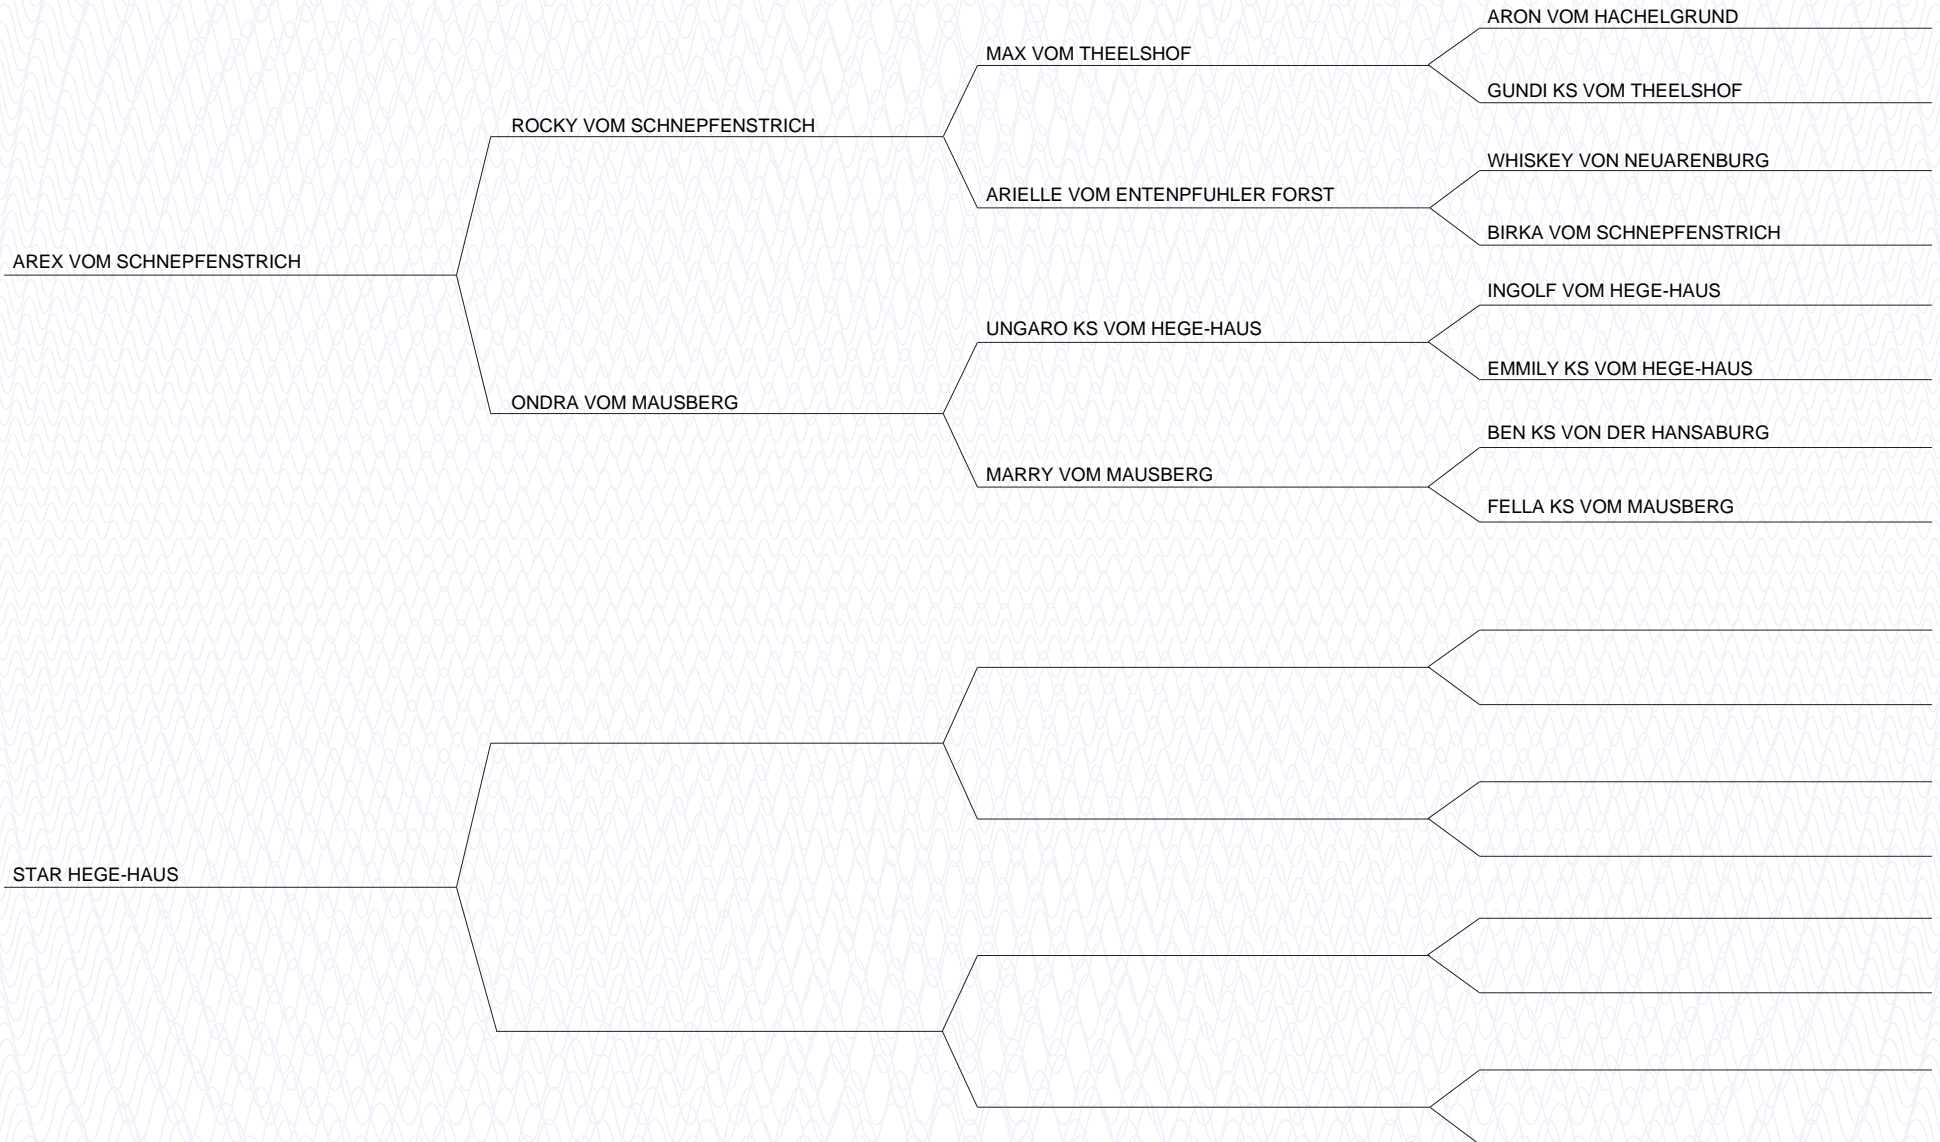 ARON VOM HACHELGRUND
MAX VOM THEELSHOF
GUNDI KS VOM THEELSHOF
ROCKY VOM SCHNEPFENSTRICH
WHISKEY VON NEUARENBURG
ARIELLE VOM ENTENPFUHLER FORST
BIRKA VOM SCHNEPFENSTRICH
AREX VOM SCHNEPFENSTRICH
INGOLF VOM HEGE-HAUS
UNGARO KS VOM HEGE-HAUS
EMMILY KS VOM HEGE-HAUS
ONDRA VOM MAUSBERG
BEN KS VON DER HANSABURG
MARRY VOM MAUSBERG
FELLA KS VOM MAUSBERG
STAR HEGE-HAUS